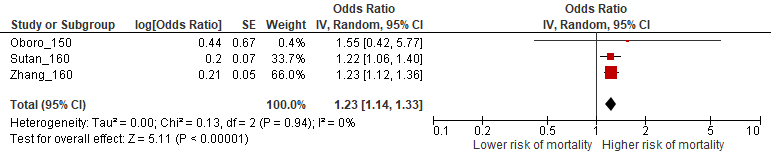 Odds Ratio Odds Ratio
Study or Subgroup log[Odds Ratio] SE Weight IV, Random, 95% CI IV, Random, 95% CI
Oboro_150 0.44 0.67 0.4% 1.55 [0.42, 5.77]
Sutan_160 0.2 0.07 33.7% 1.22 [1.06, 1.40]
Zhang_160 0.21 0.05 66.0% 1.23 [1.12, 1.36]
Total (95% CI) 100.0% 1.23 [1.14, 1.33]
Heterogeneity: Tau² = 0.00; Chi² = 0.13, df = 2 (P = 0.94); I² = 0%
Test for overall effect: Z = 5.11 (P < 0.00001)
0.1 0.2 0.5 1 2 5 10
Lower risk of mortality Higher risk of mortality